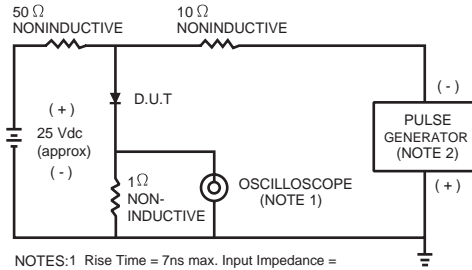 50 Ω
NONINDUCTIVE
10 Ω
NONINDUCTIVE
( + )
25 Vdc
(approx)
( - )
D.U.T
1Ω
NON-
INDUCTIVE
OSCILLOSCOPE
(NOTE 1)
( - )
PULSE
GENERATOR
(NOTE 2)
( + )
NOTES:1 Rise Time = 7ns max. Input Impedance =